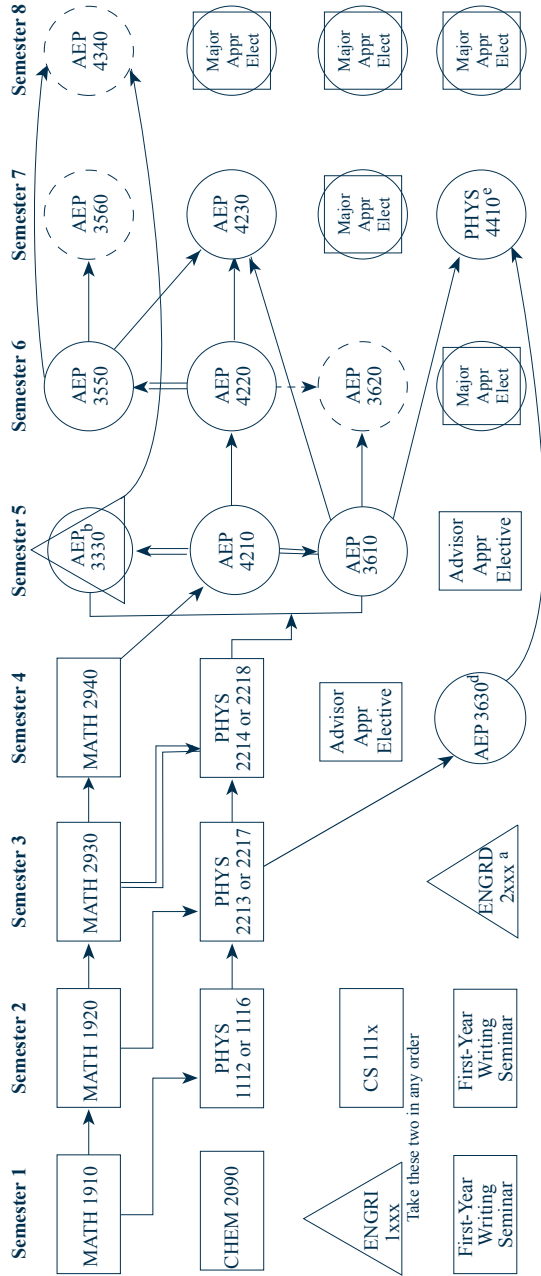 Semester 1
Semester 2
Semester 3
Semester 4
Semester 5
Semester 6
Semester 7
Semester 8
MATH 1910
MATH 1920
MATH 2930
MATH 2940
AEP
3330b
AEP
3550
AEP
3560
AEP
4340
CHEM 2090
PHYS
1112 or 1116
PHYS
2213 or 2217
PHYS
2214 or 2218
AEP
4210
AEP
4220
AEP
4230
Major
Appr
Elect
ENGRI
1xxx
CS 111x
Take these two in any order
Advisor
Appr
Elective
AEP
3610
AEP
3620
Major
Appr
Elect
Major
Appr
Elect
First-Year
Writing
Seminar
First-Year
Writing
Seminar
ENGRD
2xxx a
AEP 3630d
Advisor
Appr
Elective
Major
Appr
Elect
PHYS
4410e
Major
Appr
Elect